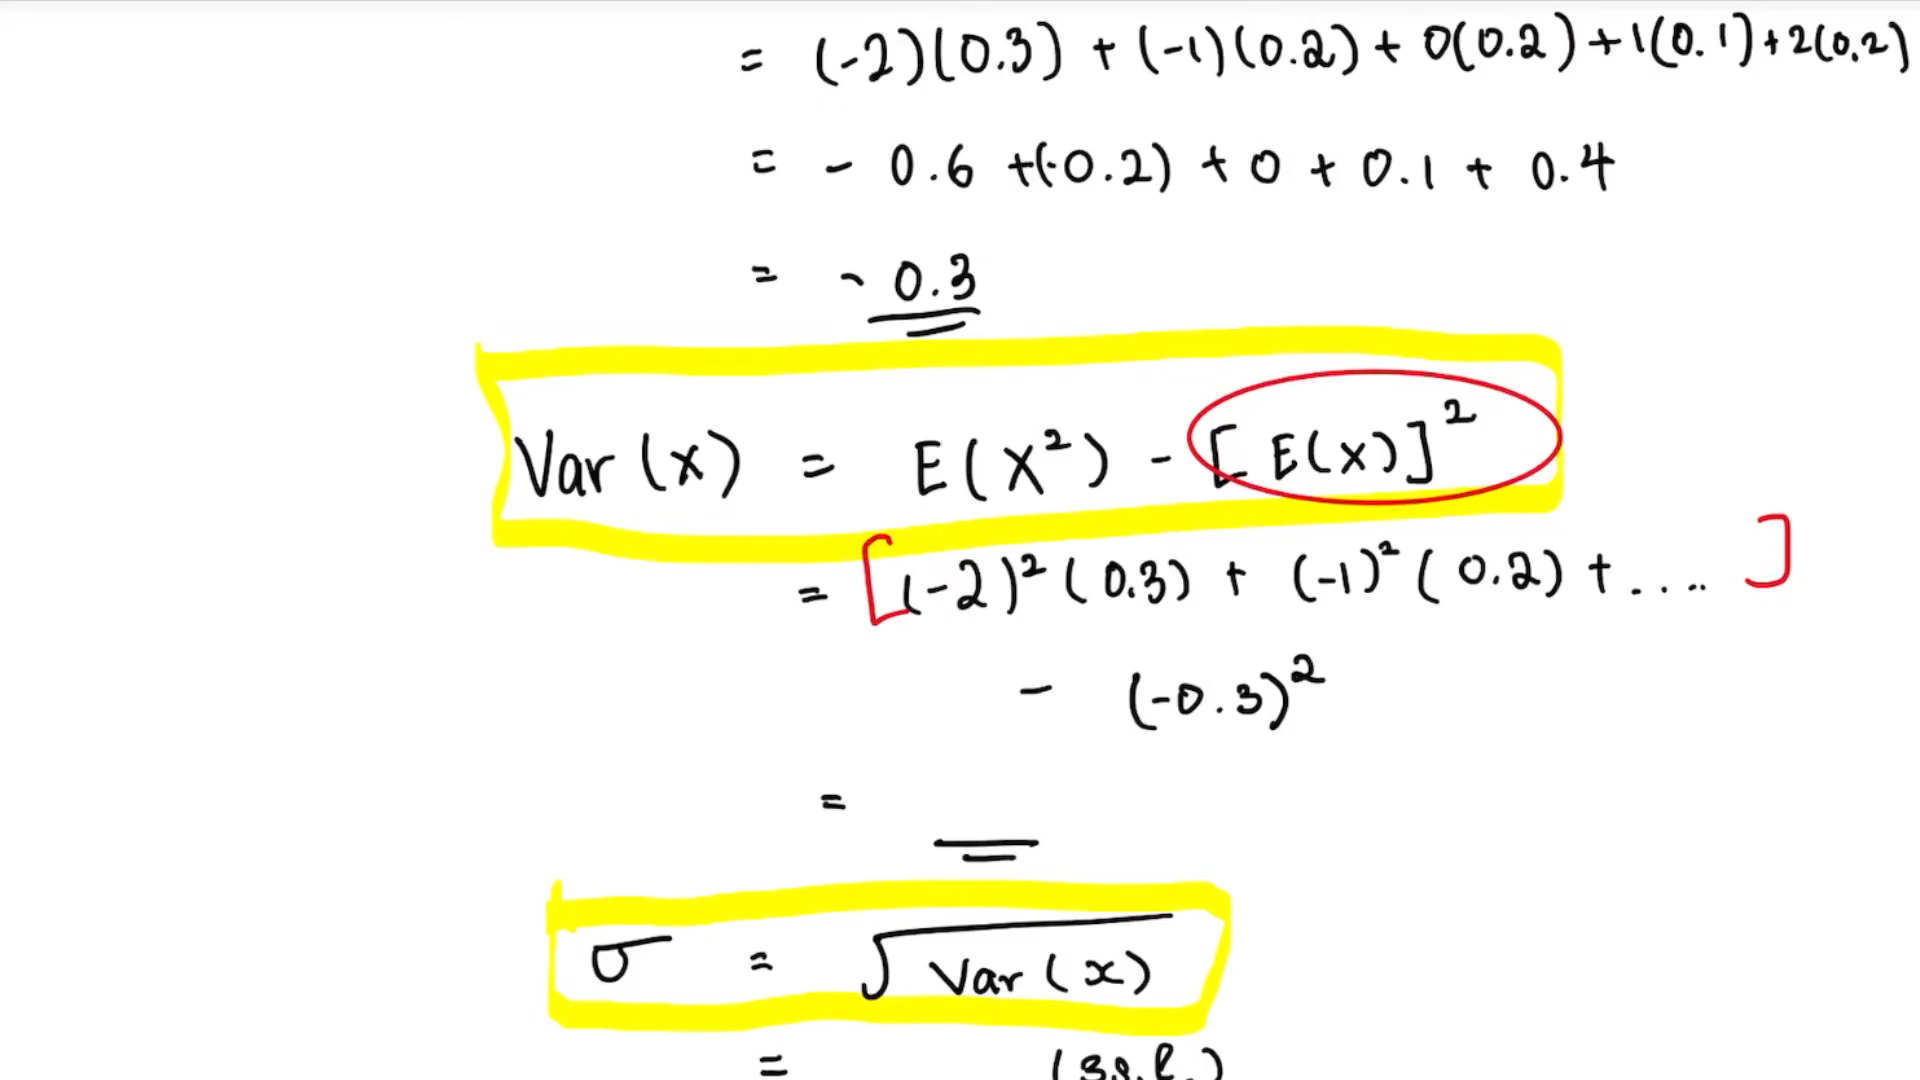 = (-2)(0.3) + (-1)(0.2) + 0(0.2) + 1(0.1) + 2(0.2)
= - 0.6 +(-0.2) + 0 + 0.1 + 0.4
= - 0.3
Var (x) = E(X²) - [E(x)]²
= [(-2)²(0.3) + (-1)²(0.2) + .... ]
- (-0.3)²
=
σ = √Var(x)
= (3.s.f.)